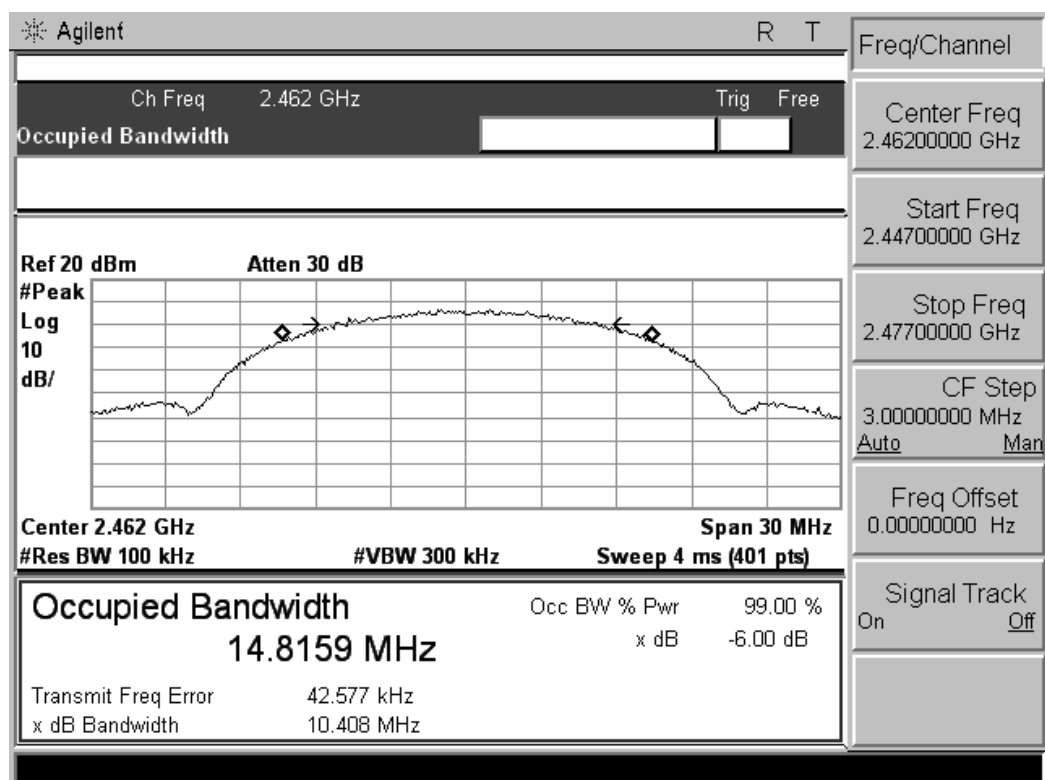 Agilent R T
Freq/Channel
Ch Freq 2.462 GHz Trig Free
Occupied Bandwidth
Center Freq
2.46200000 GHz
Start Freq
2.44700000 GHz
Stop Freq
2.47700000 GHz
CF Step
3.00000000 MHz
Auto Man
Freq Offset
0.00000000 Hz
Signal Track
On Off
Ref 20 dBm Atten 30 dB
#Peak
Log
10
dB/
Center 2.462 GHz Span 30 MHz
#Res BW 100 kHz #VBW 300 kHz Sweep 4 ms (401 pts)
Occupied Bandwidth Occ BW % Pwr 99.00 %
14.8159 MHz x dB -6.00 dB
Transmit Freq Error 42.577 kHz
x dB Bandwidth 10.408 MHz